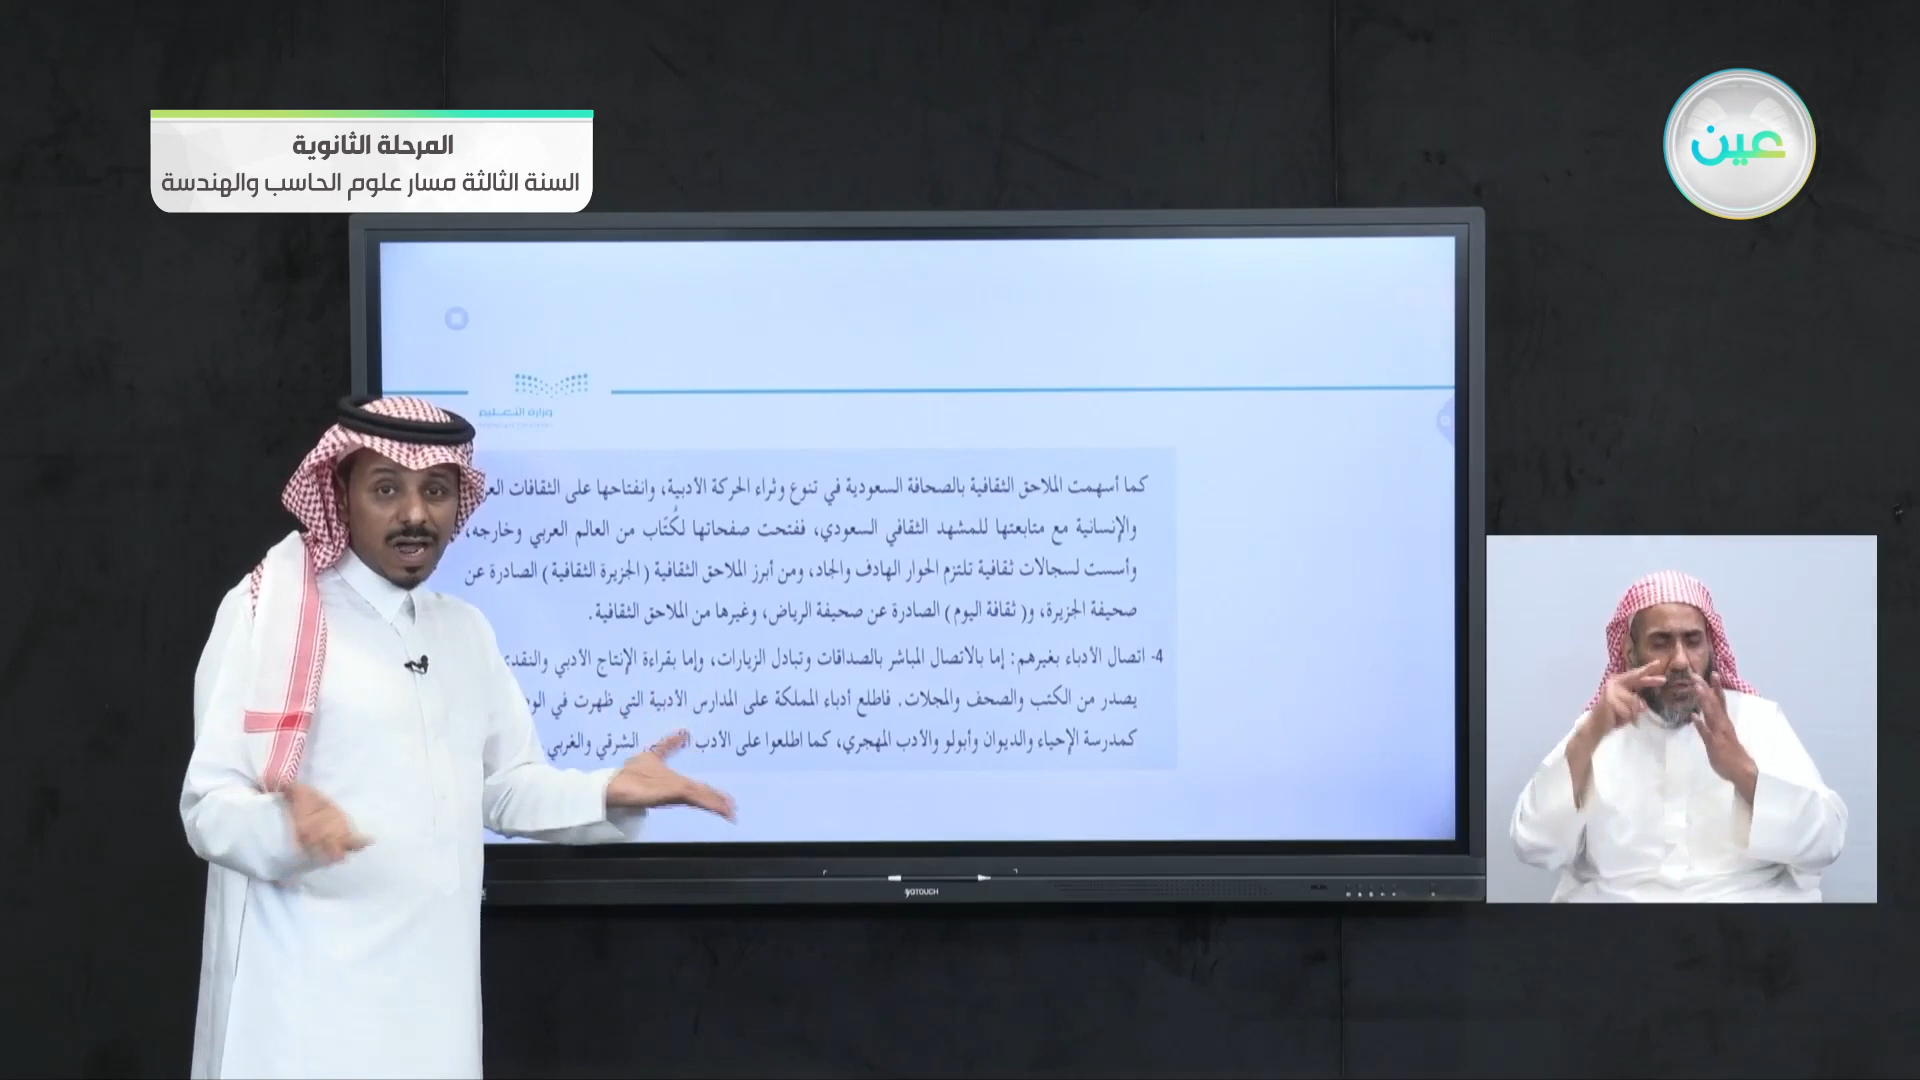 المرحلة الثانوية
السنة الثالثة مسار علوم الحاسب والهندسة
عين
وزارة التعليم
كما أسهمت الملاحق الثقافية بالصحافة السعودية في تنوع وثراء الحركة الأدبية، وانفتاحها على الثقافات
والإنسانية مع متابعتها للمشهد الثقافي السعودي، ففتحت صفحاتها لكُتّاب من العالم العربي وخارجه،
وأسست لسجالات ثقافية تلتزم الحوار الهادف والجاد، ومن أبرز الملاحق الثقافية (الجزيرة الثقافية) الصادرة عن
صحيفة الجزيرة، و(ثقافة اليوم) الصادرة عن صحيفة الرياض، وغيرها من الملاحق الثقافية.
4- اتصال الأدباء بغيرهم: إما بالاتصال المباشر بالصداقات وتبادل الزيارات، وإما بقراءة الإنتاج الأدبي والنقدي
يصدر من الكتب والصحف والمجلات. فاطلع أدباء المملكة على المدارس الأدبية التي ظهرت في
كمدرسة الإحياء والديوان وأبولو والأدب المهجري، كما اطلعوا على الأدب الشرقي والغربي.
YQTOUCH